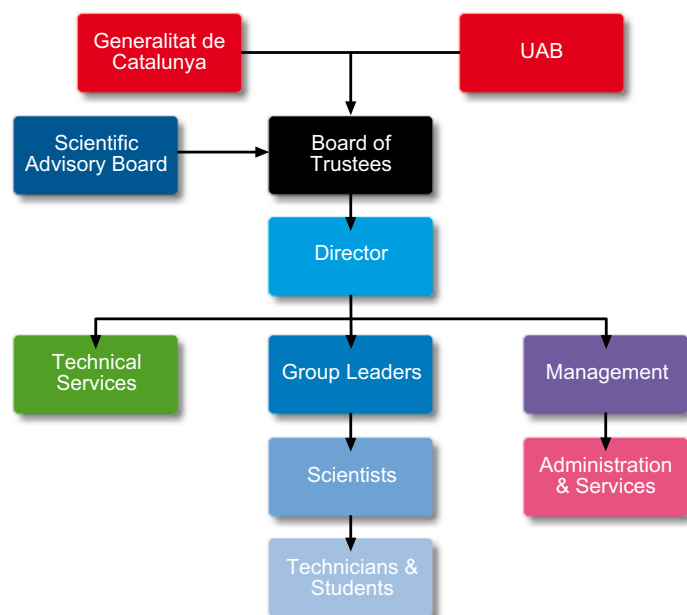 Generalitat de
Catalunya
UAB
Scientific
Advisory Board
Board of
Trustees
Director
Technical
Services
Group Leaders
Management
Scientists
Administration
& Services
Technicians &
Students